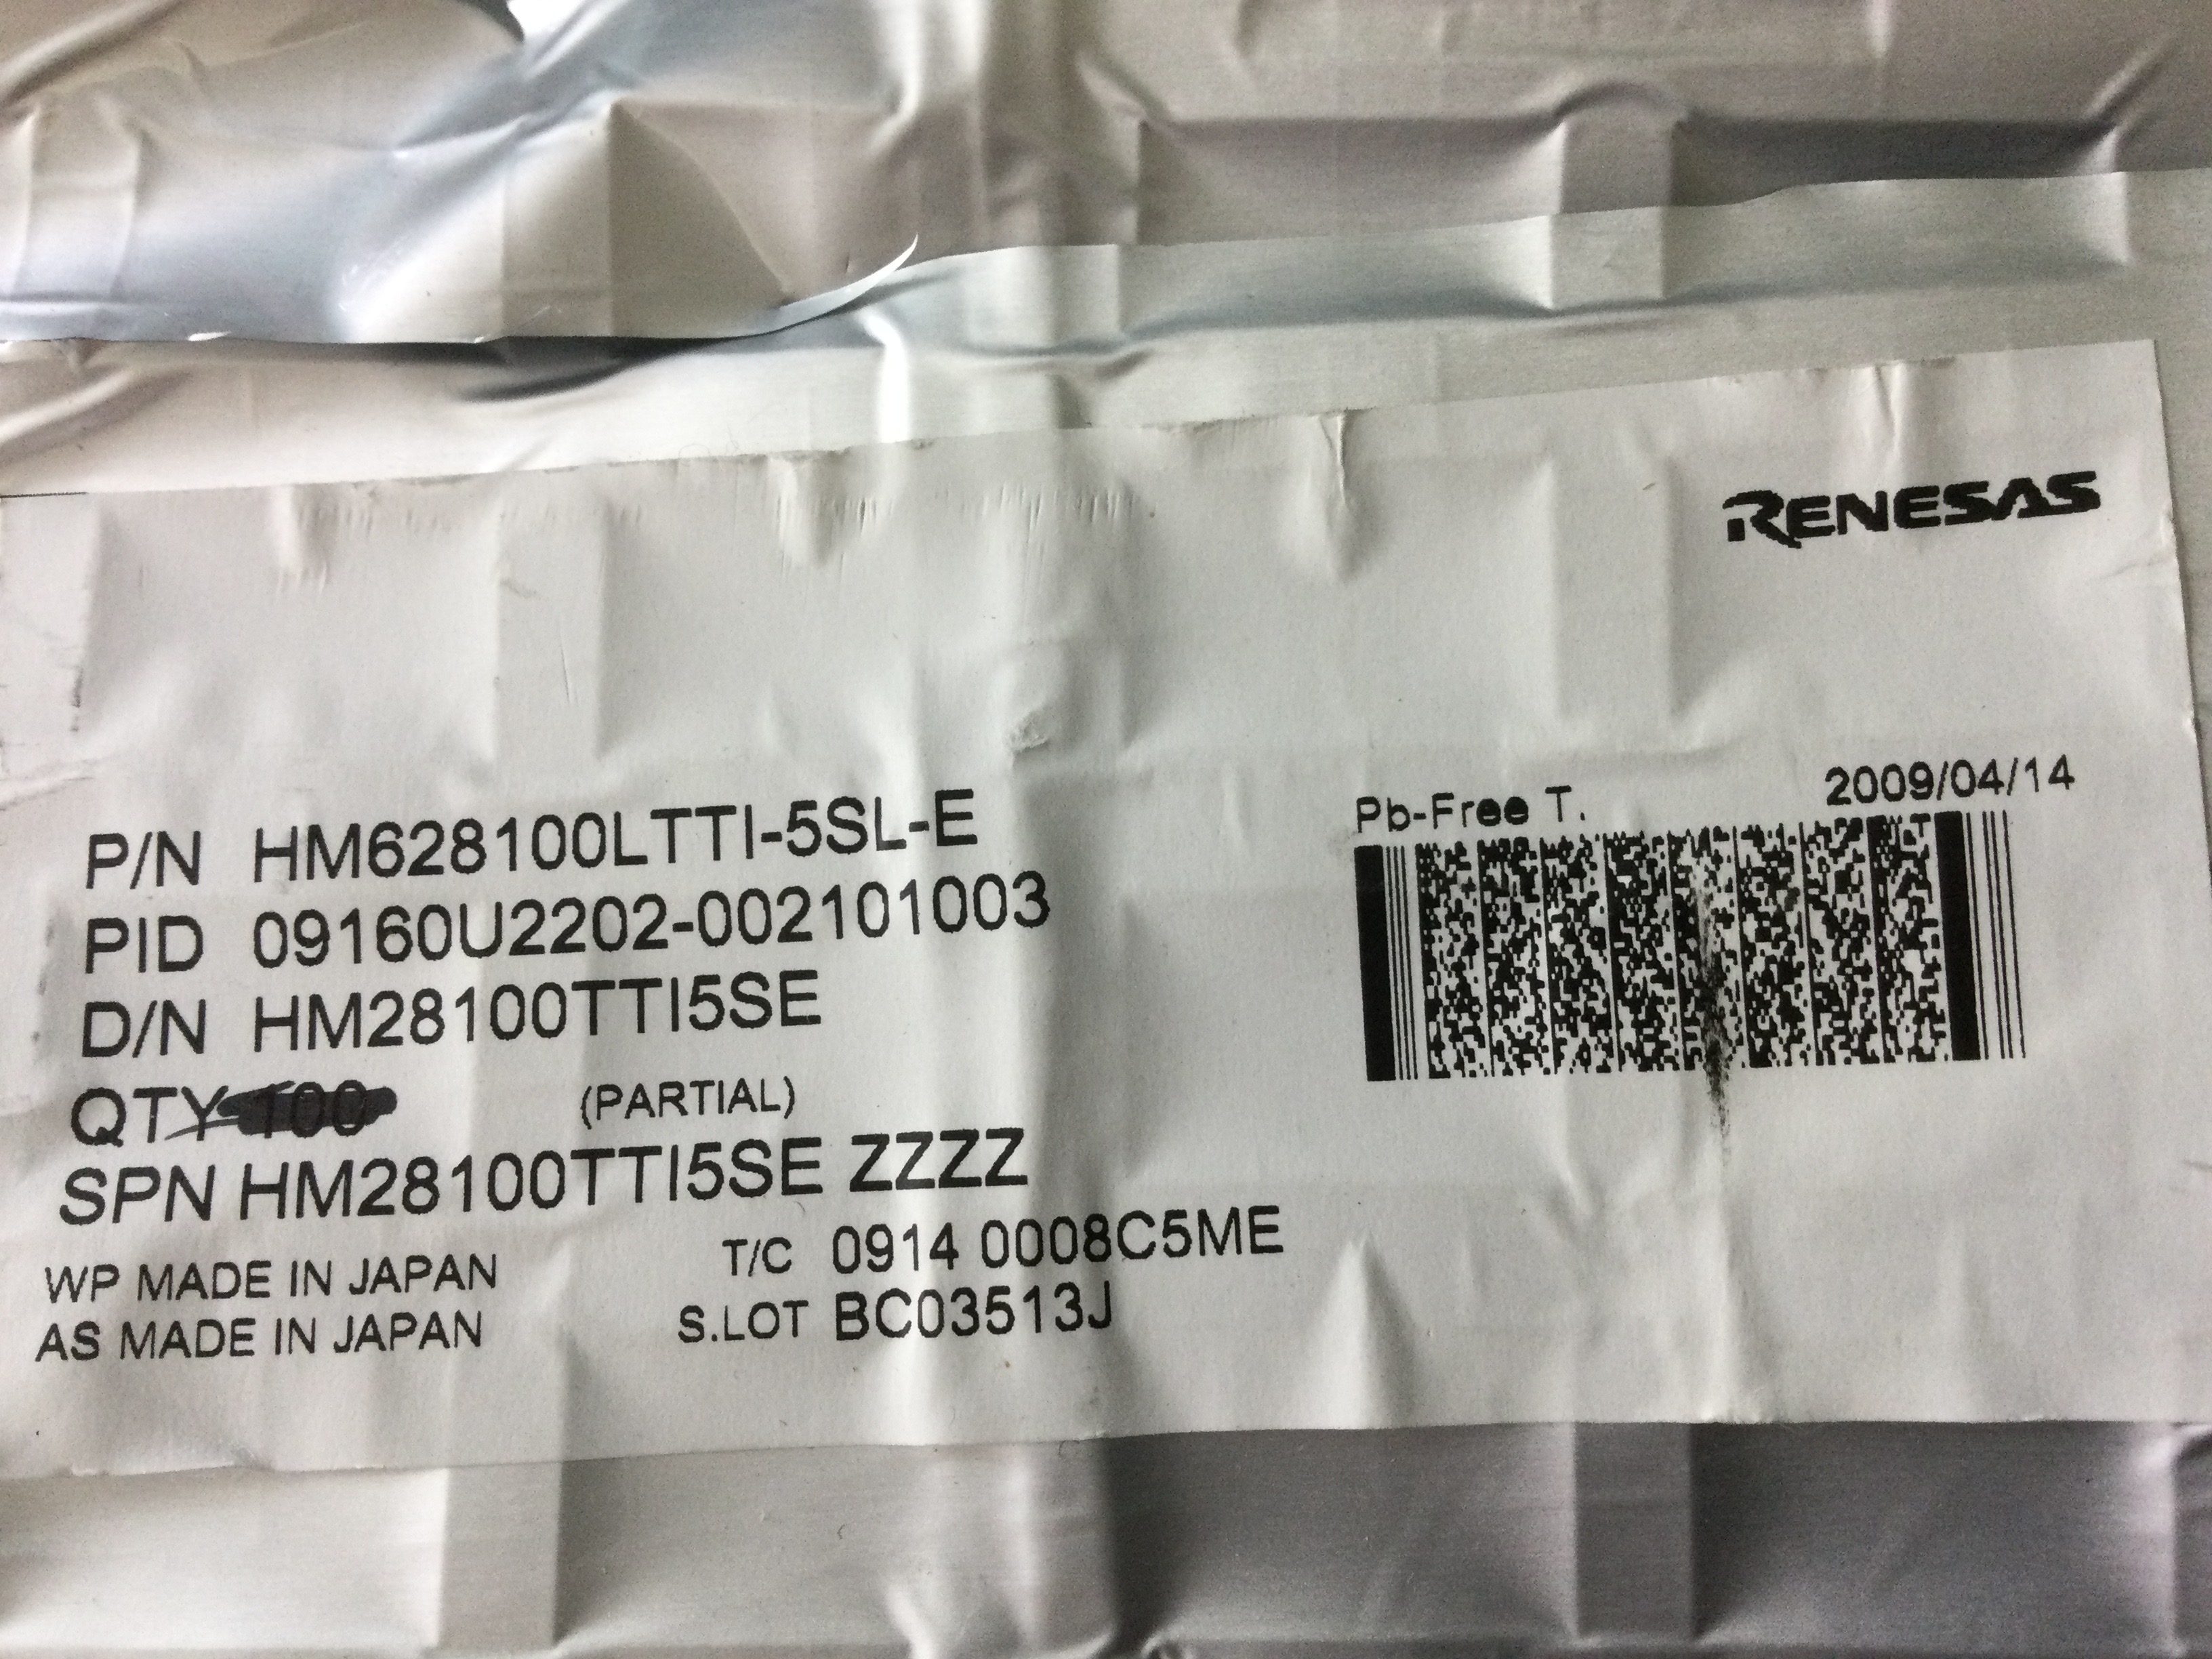 RENESAS
Pb-Free T. 2009/04/14
P/N HM628100LTTI-5SL-E
PID 09160U2202-002101003
D/N HM28100TTI5SE
QTY 100 (PARTIAL)
SPN HM28100TTI5SE ZZZZ
WP MADE IN JAPAN T/C 0914 0008C5ME
AS MADE IN JAPAN S.LOT BC03513J